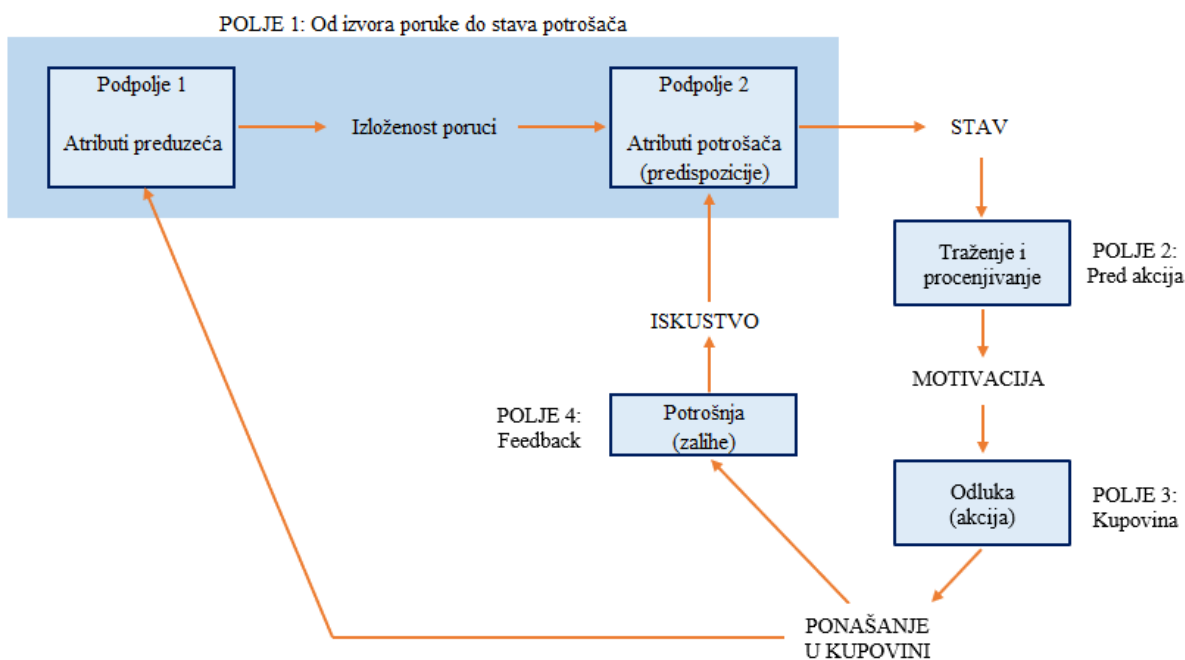 POLJE 1: Od izvora poruke do stava potrošača
Podpolje 1
Atributi preduzeća
Izloženost poruci
Podpolje 2
Atributi potrošača
(predispozicije)
STAV
Traženje i
procenjivanje
POLJE 2:
Pred akcija
ISKUSTVO
MOTIVACIJA
POLJE 4:
Feedback
Potrošnja
(zalihe)
Odluka
(akcija)
POLJE 3:
Kupovina
PONAŠANJE
U KUPOVINI